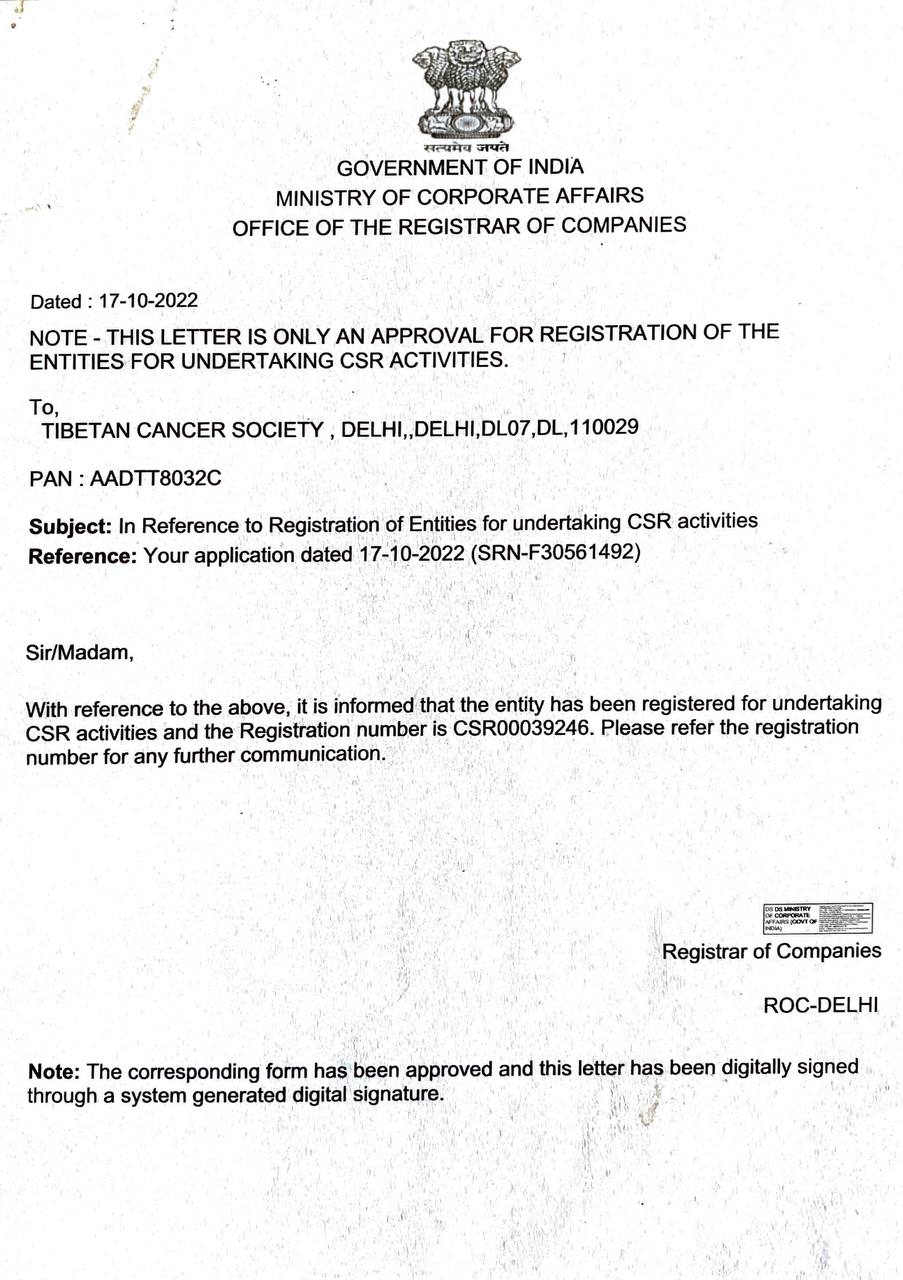 सत्यमेव जयते
GOVERNMENT OF INDIA
MINISTRY OF CORPORATE AFFAIRS
OFFICE OF THE REGISTRAR OF COMPANIES
Dated : 17-10-2022
NOTE - THIS LETTER IS ONLY AN APPROVAL FOR REGISTRATION OF THE
ENTITIES FOR UNDERTAKING CSR ACTIVITIES.
To,
TIBETAN CANCER SOCIETY , DELHI,,DELHI,DL07,DL,110029
PAN : AADTT8032C
Subject: In Reference to Registration of Entities for undertaking CSR activities
Reference: Your application dated 17-10-2022 (SRN-F30561492)
Sir/Madam,
With reference to the above, it is informed that the entity has been registered for undertaking
CSR activities and the Registration number is CSR00039246. Please refer the registration
number for any further communication.
DS DS MINISTRY
OF CORPORATE
AFFAIRS (GOVT OF
INDIA)
Registrar of Companies
ROC-DELHI
Note: The corresponding form has been approved and this letter has been digitally signed
through a system generated digital signature.